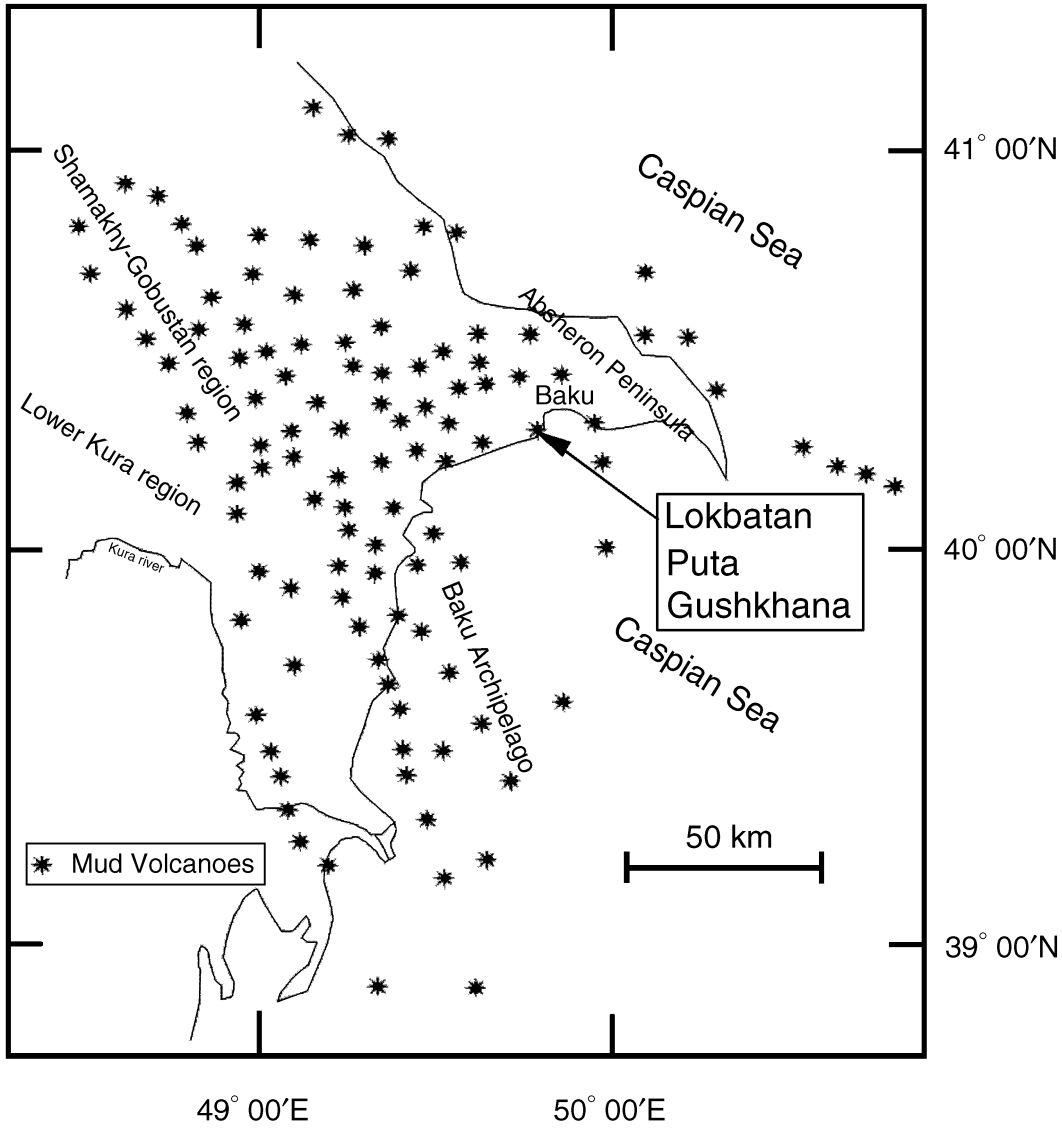 41° 00′N
Caspian Sea
Shamakhy-Gobustan region
Absheron Peninsula
Baku
Lower Kura region
Lokbatan
Puta
Gushkhana
40° 00′N
Kura river
Baku Archipelago
Caspian Sea
50 km
Mud Volcanoes
39° 00′N
49° 00′E
50° 00′E